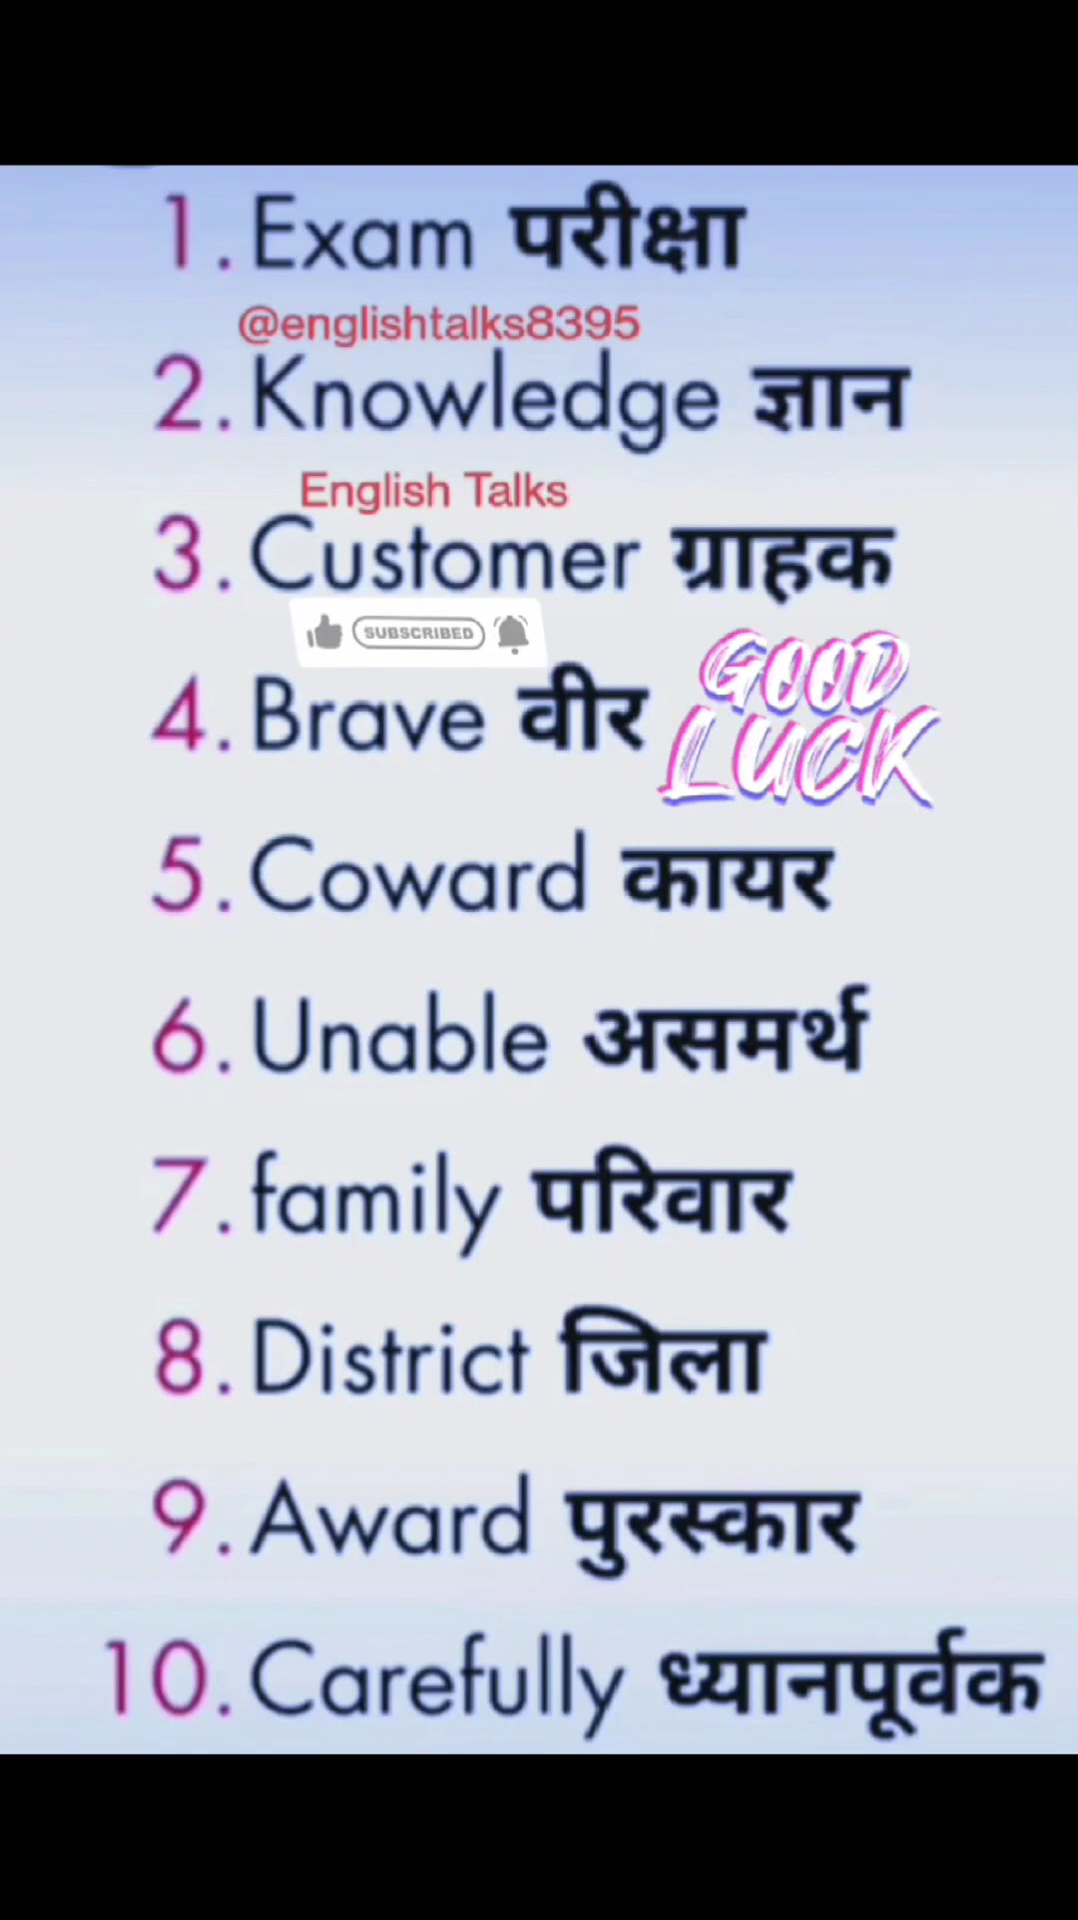 1. Exam परीक्षा
@englishtalks8395
2. Knowledge ज्ञान
English Talks
3. Customer ग्राहक
SUBSCRIBED
4. Brave वीर
GOOD
LUCK
5. Coward कायर
6. Unable असमर्थ
7. family परिवार
8. District जिला
9. Award पुरस्कार
10. Carefully ध्यानपूर्वक